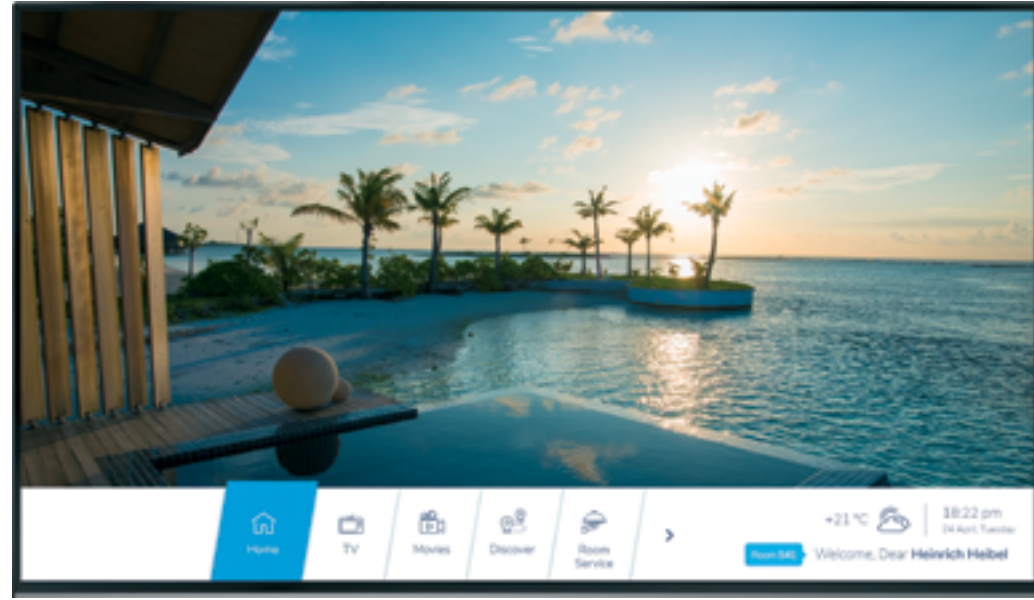 Home
TV
Movies
Discover
Room
Service
+21 °C
18:22 pm
24 April, Tuesday
Room 541
Welcome, Dear Heinrich Heibel